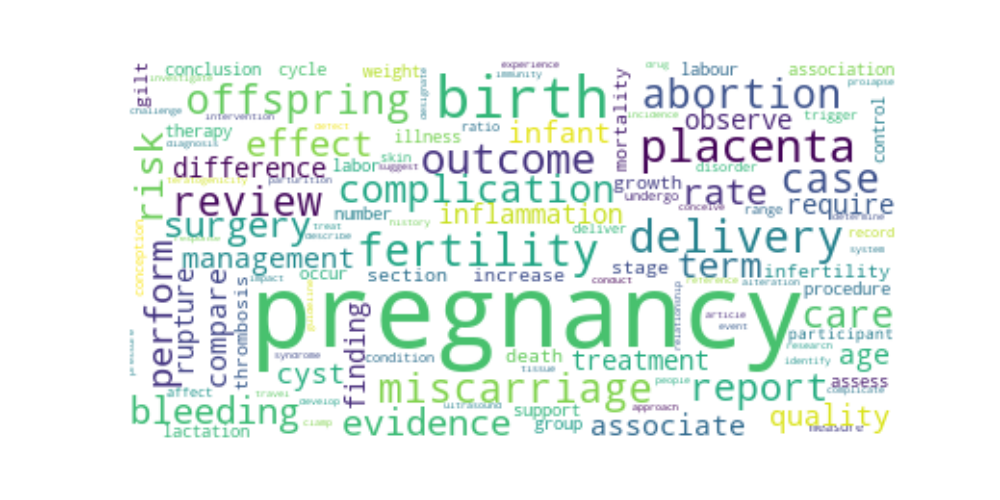 gilt conclusion cycle weight experience drug labour association
investigate designate immunity mortality prolapse
challenge offspring birth abortion
intervention observe trigger control
therapy defect illness ratio infant incidence
risk diagnosis effect labor skin outcome placenta
difference suggest disorder
teratogenicity parturition complication growth rate case
review undergo require
number history inflammation conceive range determine
surgery treat deliver delivery record
conception response describe fertility system
management stage term infertility
perform rupture compare occur section increase conduct reference alteration procedure
thrombosis impact guideline pregnancy relationship care
finding article participant
pressure event research
syndrome condition death treatment identify age
tissue
cyst miscarriage people report assess
affect travel complicate
develop ultrasound approach
bleeding clamp evidence support quality
lactation group associate measure